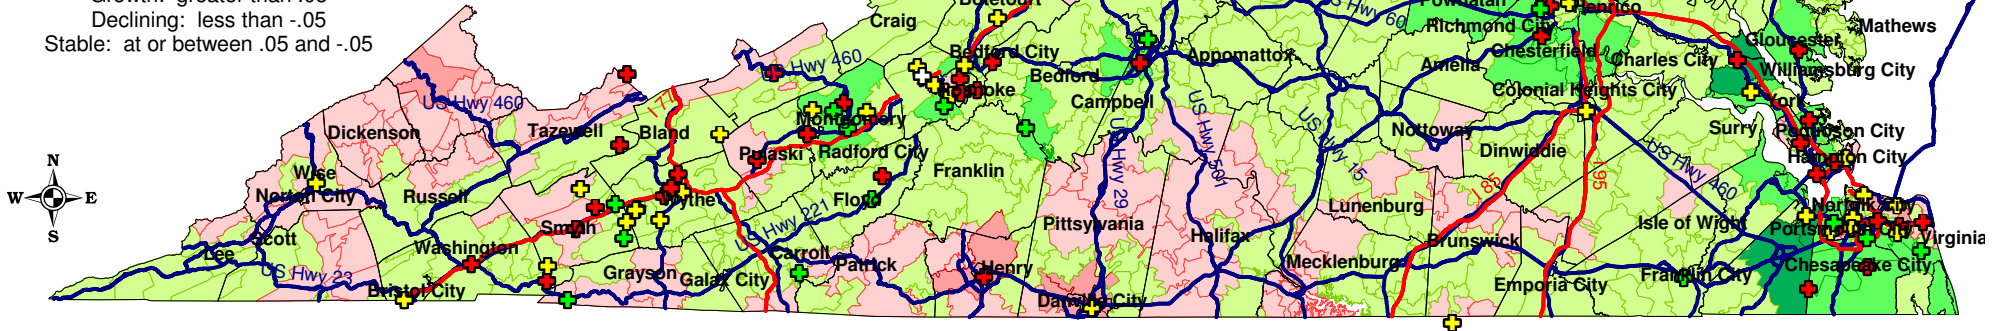 Growth: greater than .05
Declining: less than -.05
Stable: at or between .05 and -.05
N
W
E
S
Craig
Botetourt
Bedford City
Bedford
Appomattox
Campbell
Roanoke
US Hwy 460
US Hwy 60
Powhatan
Henrico
Richmond City
Chesterfield
Amelia
Charles City
Colonial Heights City
Gloucester
Mathews
Williamsburg City
York
Poquoson City
Hampton City
Surry
US Hwy 460
Dickenson
Tazewell
Bland
I 77
Montgomery
Pulaski
Radford City
Franklin
Floyd
US Hwy 29
US Hwy 501
US Hwy 15
Nottoway
Dinwiddie
I 85
I 95
US Hwy 460
Wise
Norton City
Russell
Wythe
Smyth
US Hwy 221
Pittsylvania
Halifax
Lunenburg
Brunswick
Isle of Wight
Norfolk City
Portsmouth City
Virginia
Chesapeake City
Scott
Lee
Washington
US Hwy 23
Bristol City
Grayson
Galax City
Carroll
Patrick
Henry
Danville City
Mecklenburg
Emporia City
Franklin City